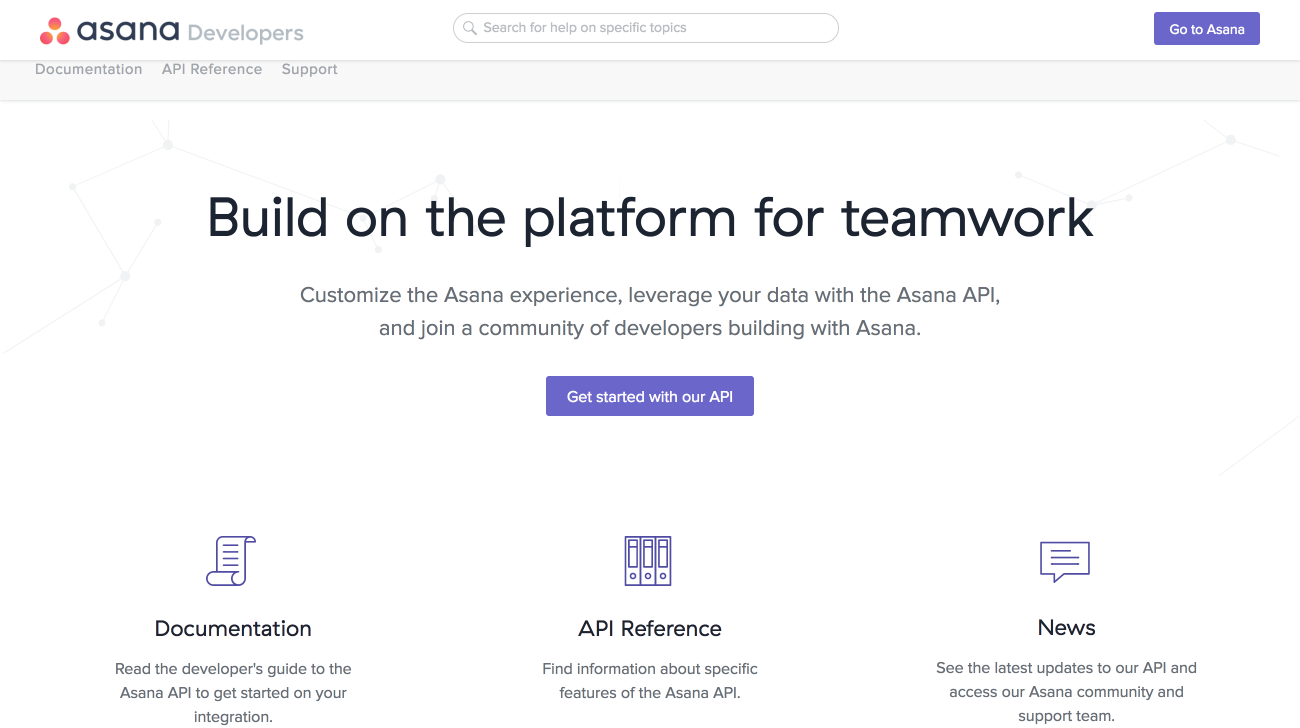 asana Developers
Search for help on specific topics
Go to Asana
Documentation API Reference Support
Build on the platform for teamwork
Customize the Asana experience, leverage your data with the Asana API,
and join a community of developers building with Asana.
Get started with our API
Documentation
Read the developer's guide to the
Asana API to get started on your
integration.
API Reference
Find information about specific
features of the Asana API.
News
See the latest updates to our API and
access our Asana community and
support team.